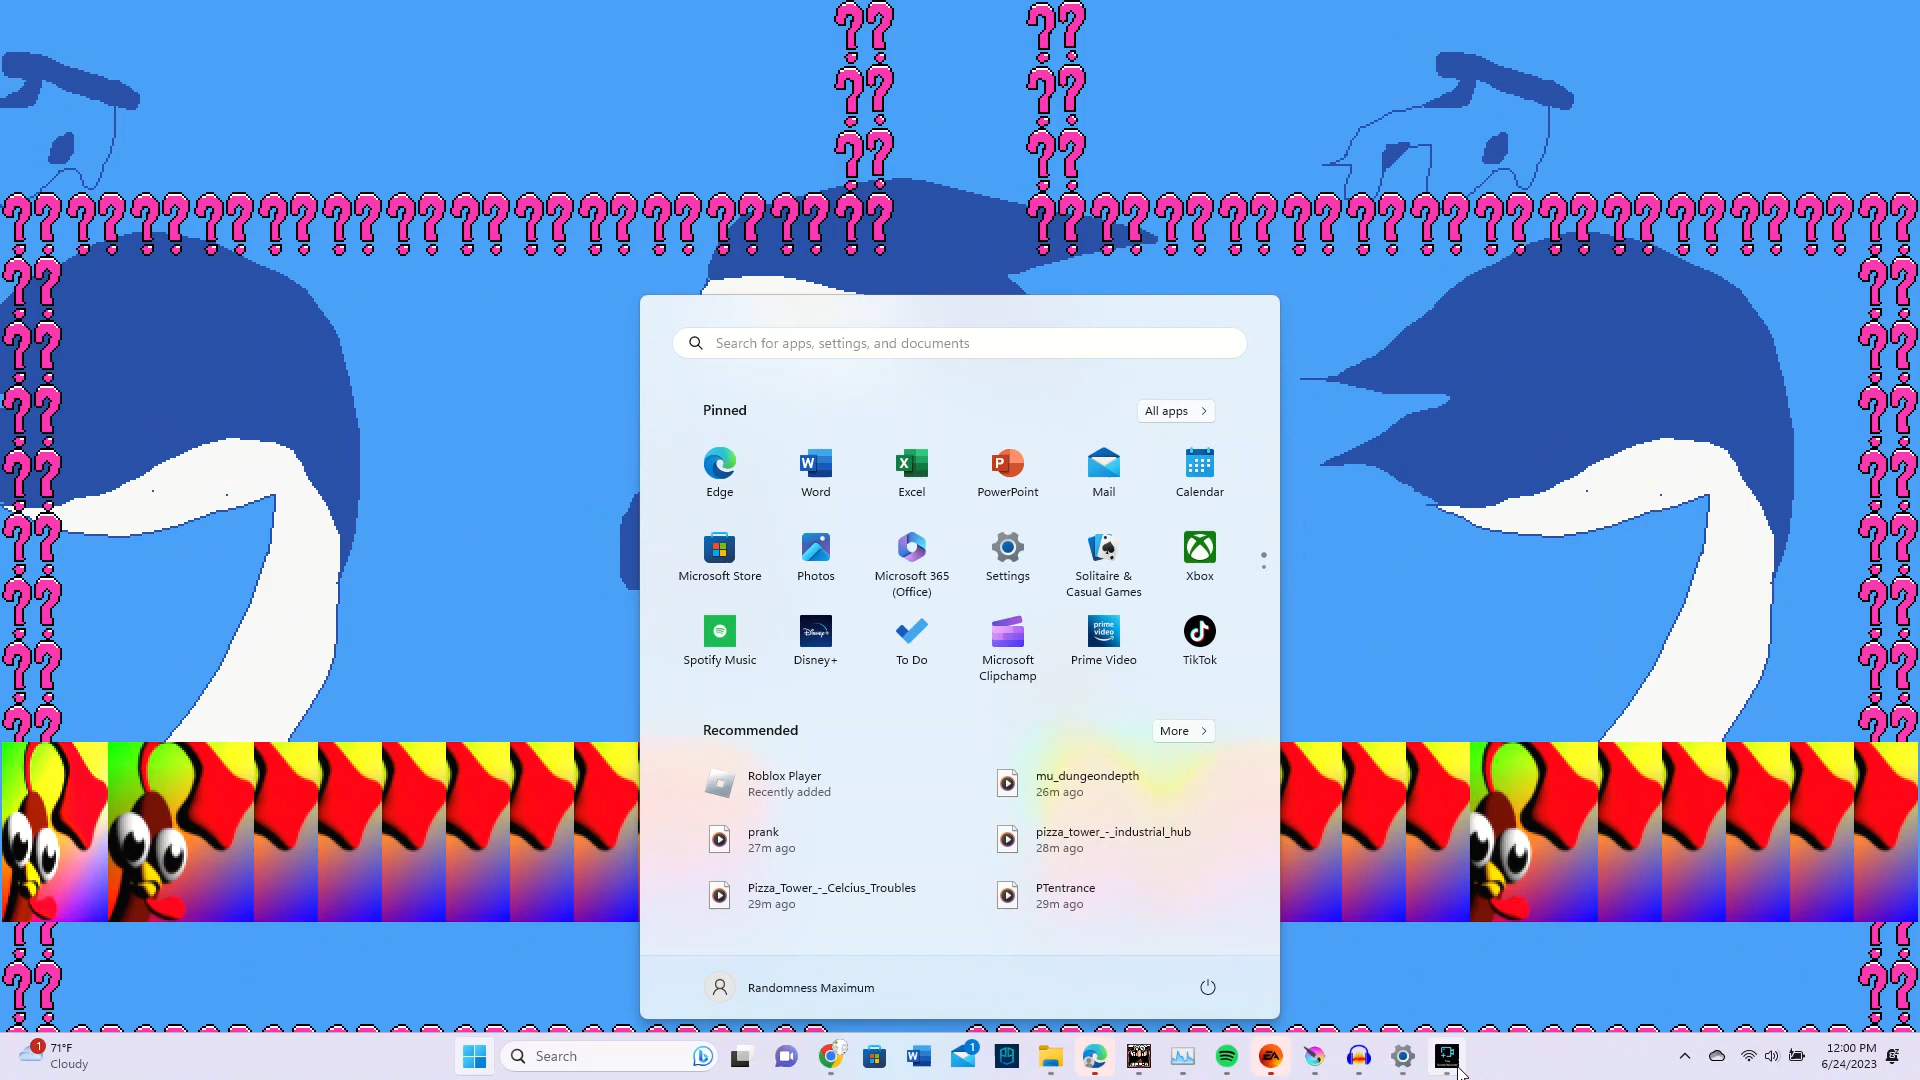 Search for apps, settings, and documents
Pinned
All apps
Edge
Word
Excel
PowerPoint
Mail
Calendar
Microsoft Store
Photos
Microsoft 365
(Office)
Settings
Solitaire &
Casual Games
Xbox
Spotify Music
Disney+
To Do
Microsoft
Clipchamp
Prime Video
TikTok
Recommended
More
Roblox Player
Recently added
mu_dungeondepth
26m ago
prank
27m ago
pizza_tower_-_industrial_hub
28m ago
Pizza_Tower_-_Celcius_Troubles
29m ago
PTentrance
29m ago
Randomness Maximum
1
71°F
Cloudy
Search
1
EA
12:00 PM
6/24/2023